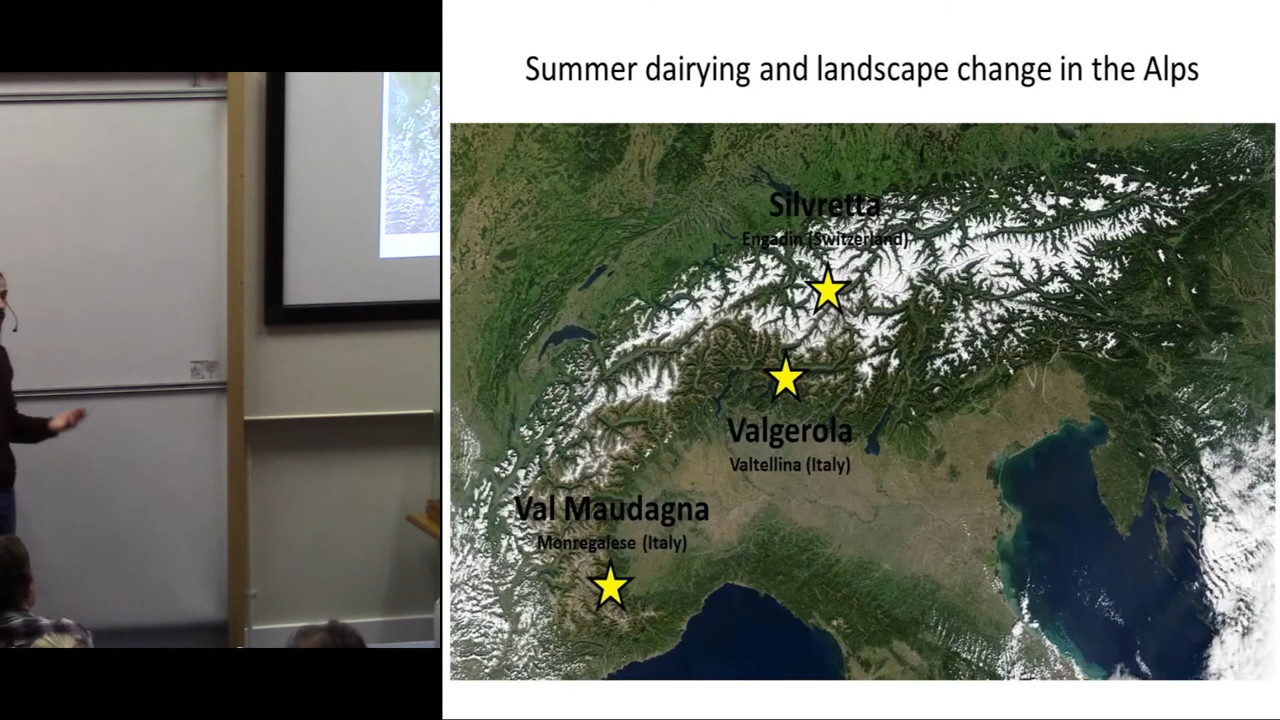 Summer dairying and landscape change in the Alps
Silvretta
Engadin (Switzerland)
Valgerola
Valtellina (Italy)
Val Maudagna
Monregalese (Italy)